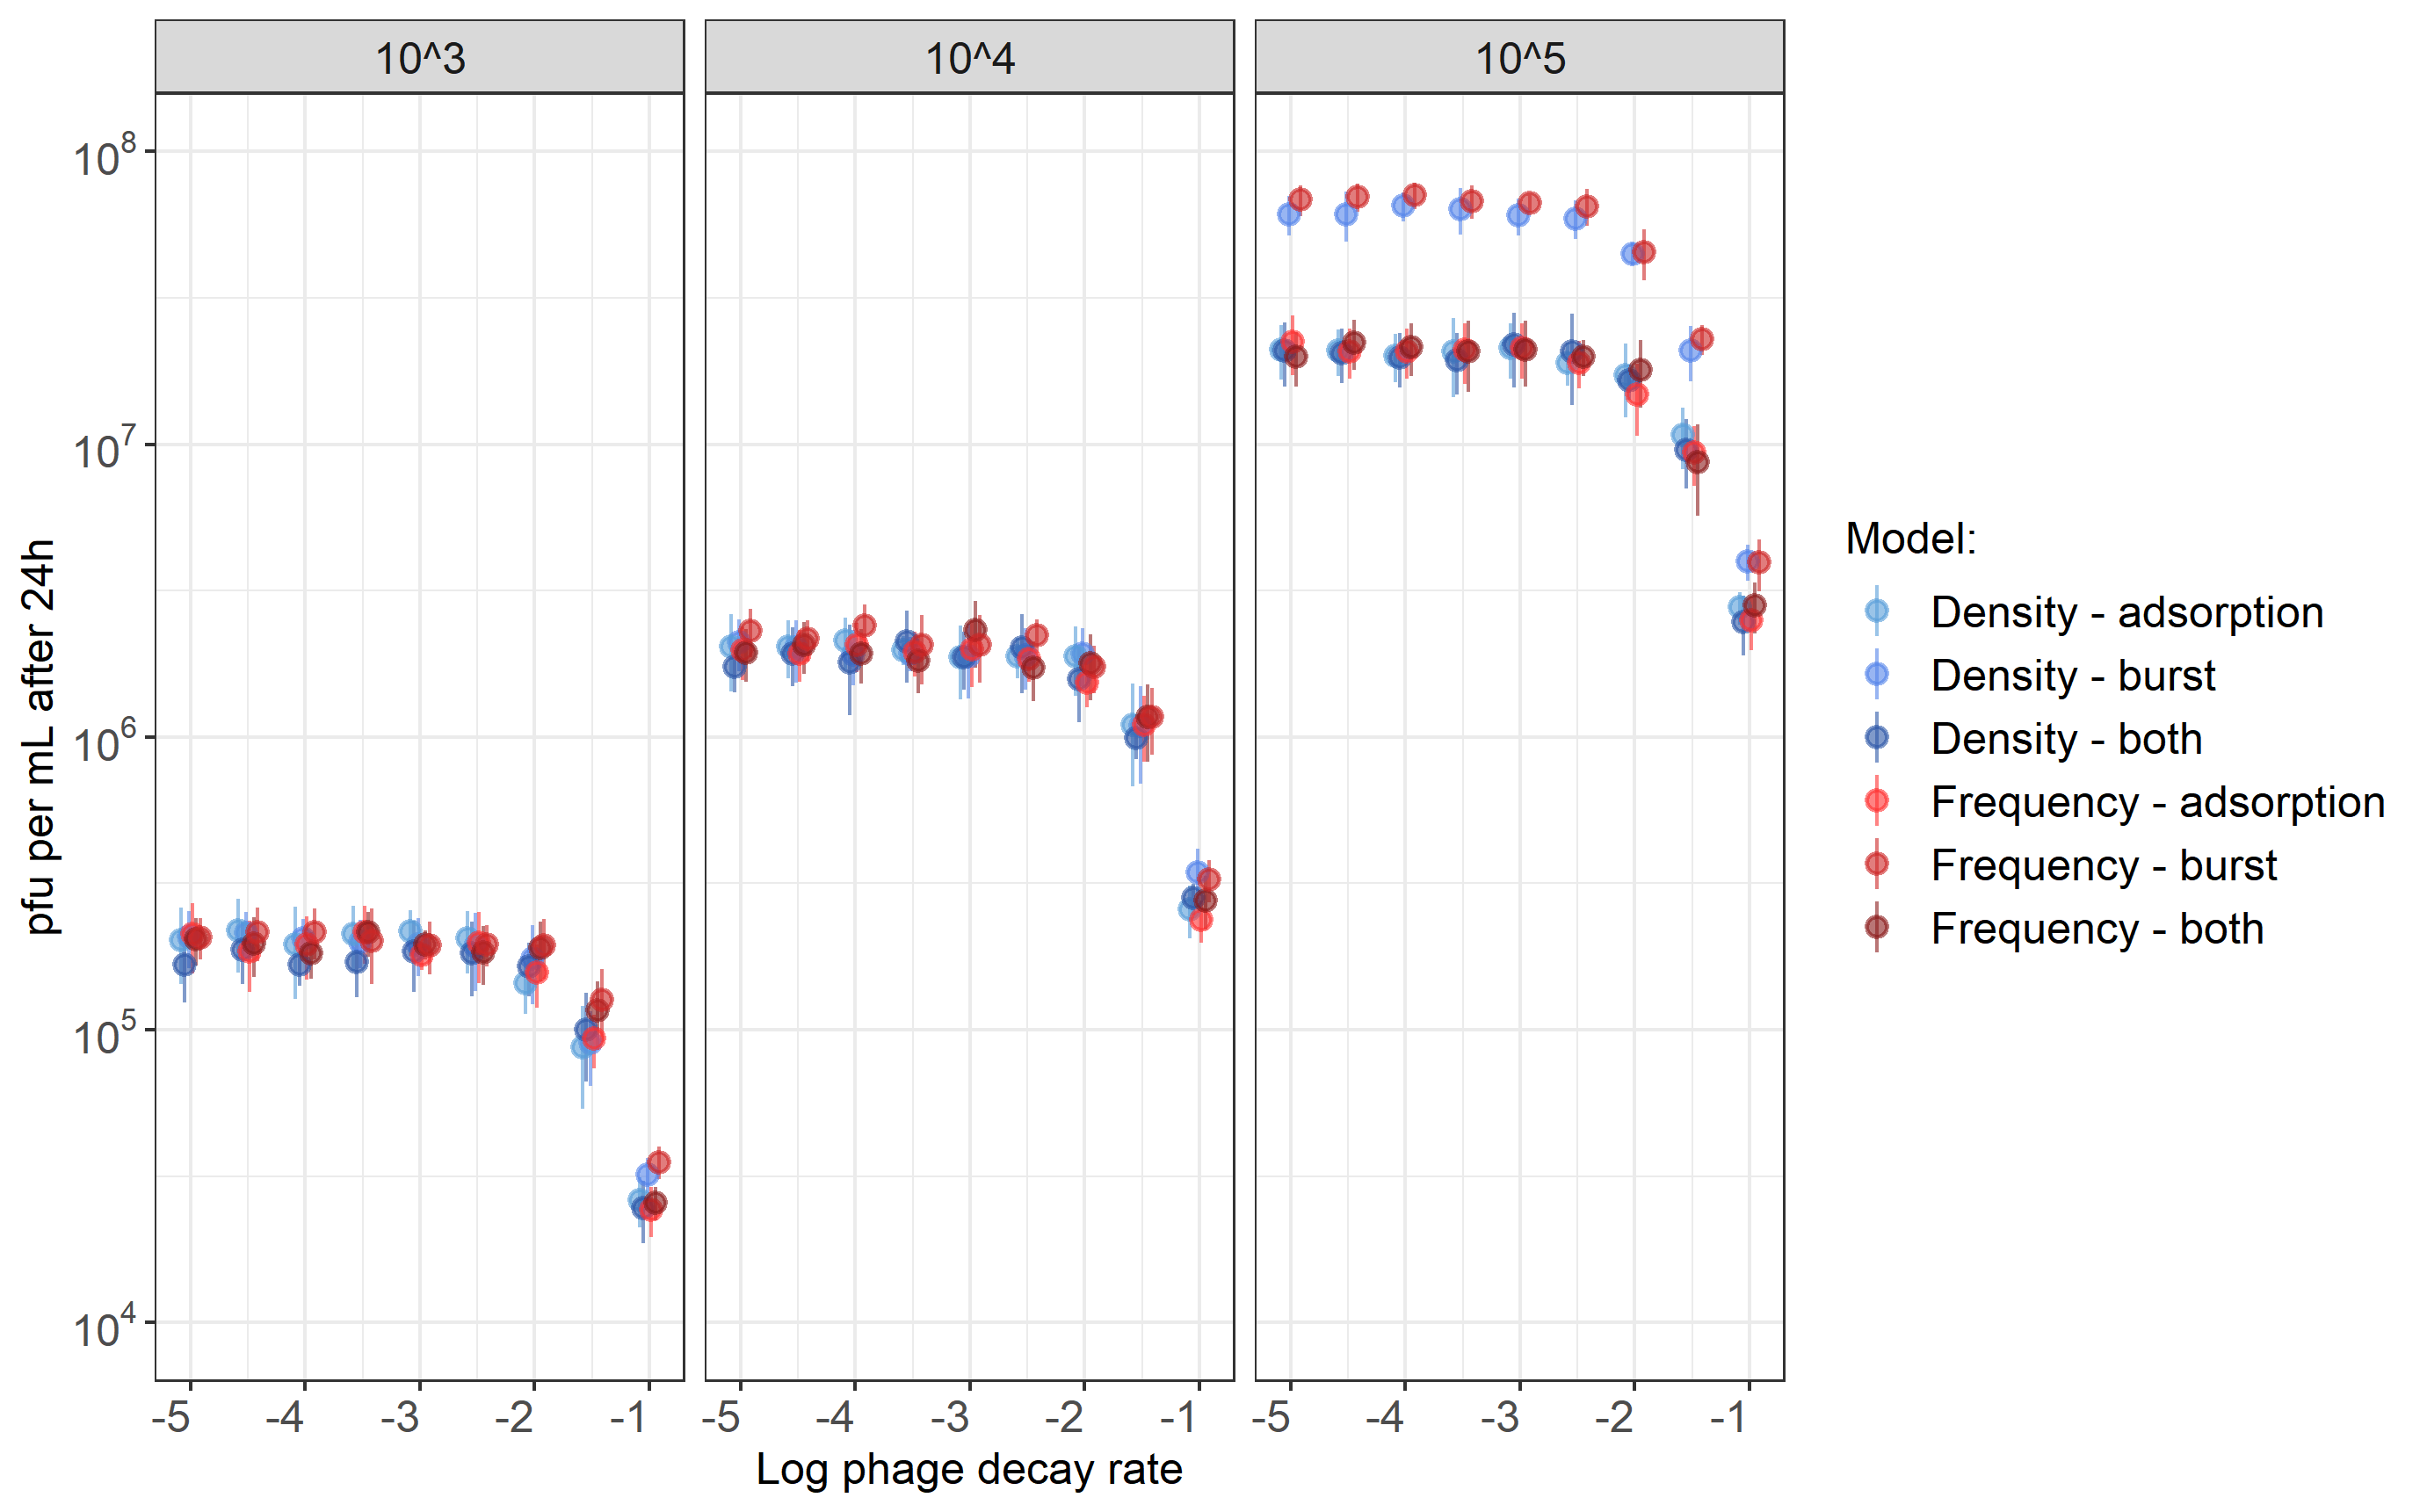 10^3 10^4 10^5
10⁸
10⁷
10⁶
10⁵
10⁴
pfu per mL after 24h
-5 -4 -3 -2 -1 -5 -4 -3 -2 -1 -5 -4 -3 -2 -1
Log phage decay rate
Model:
Density - adsorption
Density - burst
Density - both
Frequency - adsorption
Frequency - burst
Frequency - both